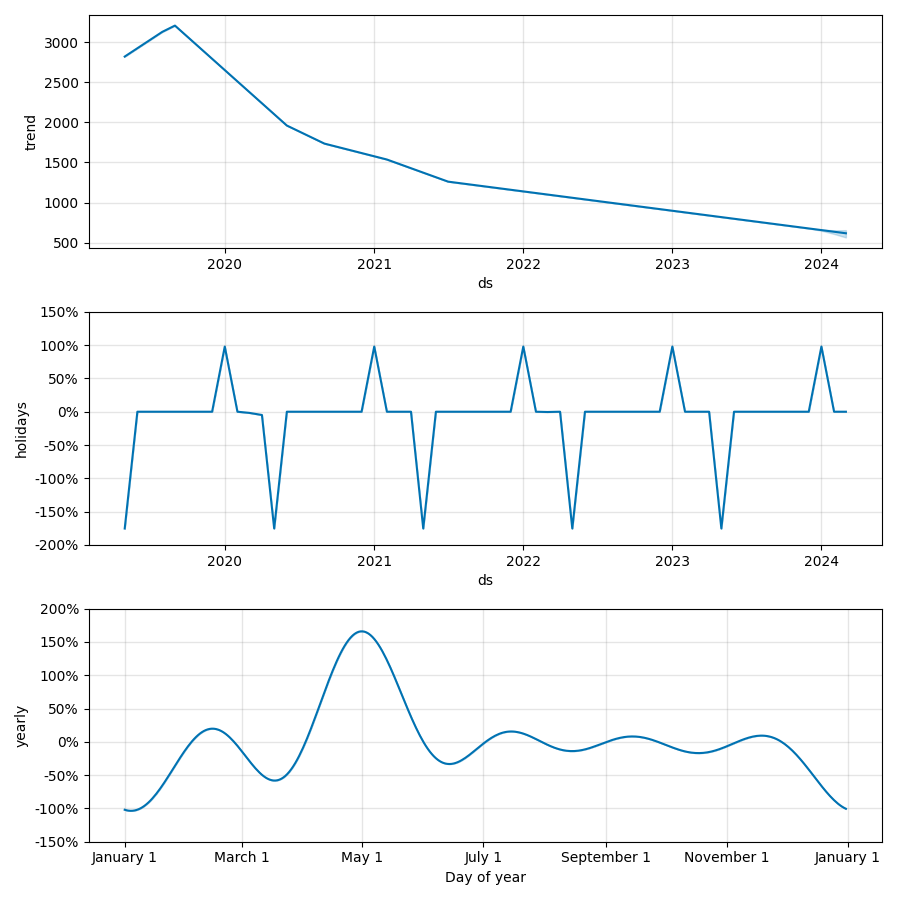 3000
2500
2000
1500
1000
500
trend
2020 2021 2022 2023 2024
ds
150%
100%
50%
0%
-50%
-100%
-150%
-200%
holidays
2020 2021 2022 2023 2024
ds
200%
150%
100%
50%
0%
-50%
-100%
-150%
yearly
January 1 March 1 May 1 July 1 September 1 November 1 January 1
Day of year